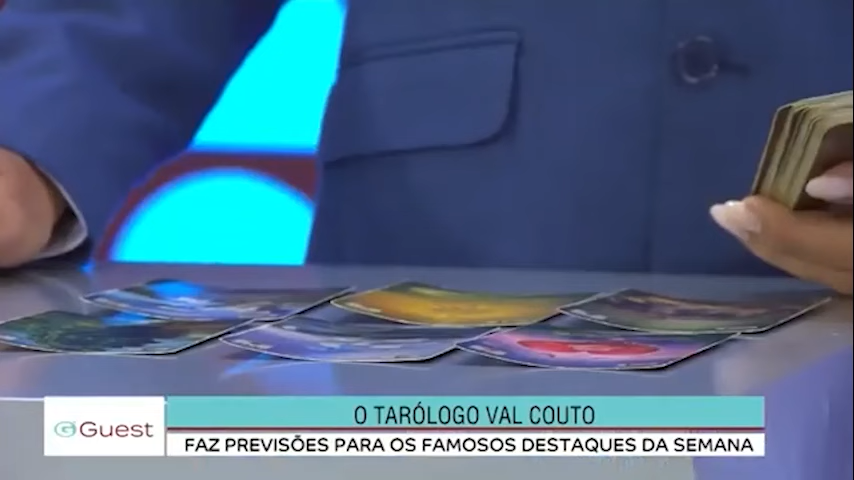 O TARÓLOGO VAL COUTO
Guest
FAZ PREVISÕES PARA OS FAMOSOS DESTAQUES DA SEMANA